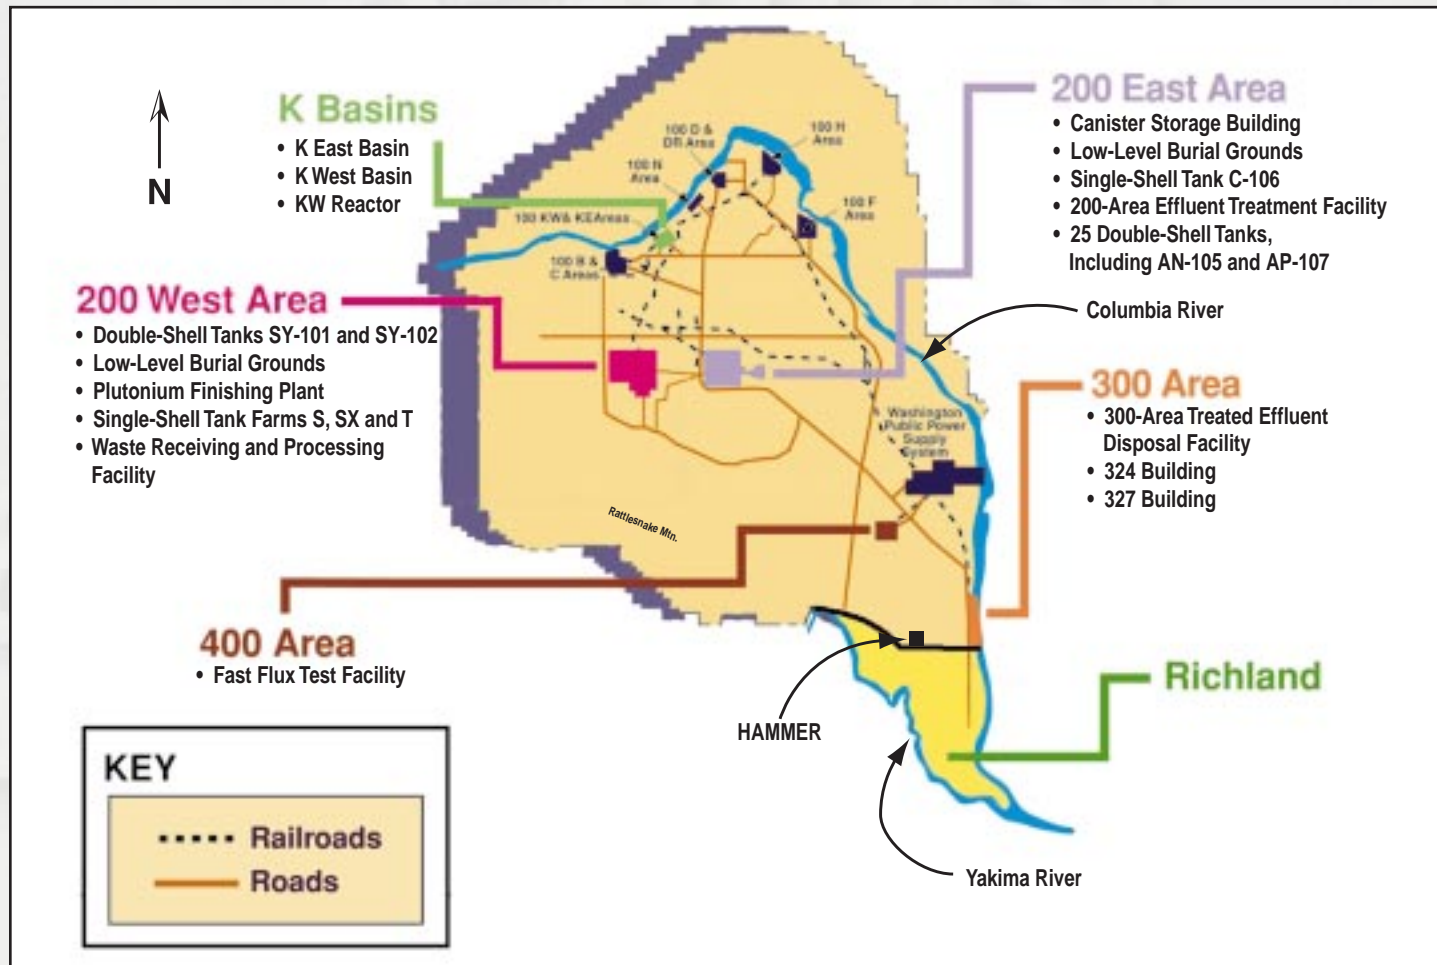 N
K Basins
• K East Basin
• K West Basin
• KW Reactor
200 East Area
• Canister Storage Building
• Low-Level Burial Grounds
• Single-Shell Tank C-106
• 200-Area Effluent Treatment Facility
• 25 Double-Shell Tanks,
Including AN-105 and AP-107
100 D &
DR Area
100 H
Area
100 N
Area
100 F
Area
100 KW& KEAreas
100 B &
C Areas
200 West Area
• Double-Shell Tanks SY-101 and SY-102
• Low-Level Burial Grounds
• Plutonium Finishing Plant
• Single-Shell Tank Farms S, SX and T
• Waste Receiving and Processing
Facility
Columbia River
300 Area
• 300-Area Treated Effluent
Disposal Facility
• 324 Building
• 327 Building
Washington
Public Power
Supply
System
Rattlesnake Mtn.
400 Area
• Fast Flux Test Facility
HAMMER
Richland
Yakima River
KEY
Railroads
Roads